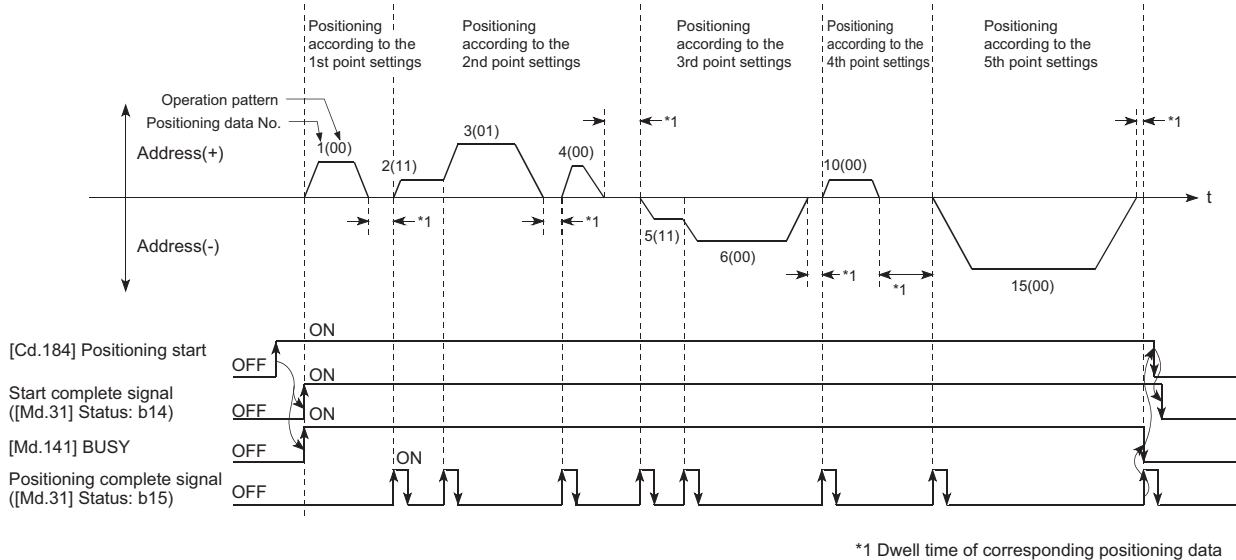 Positioning
according to the
1st point settings
Positioning
according to the
2nd point settings
Positioning
according to the
3rd point settings
Positioning
according to the
4th point settings
Positioning
according to the
5th point settings
Operation pattern
Positioning data No.
1(00)
2(11)
3(01)
4(00)
*1
*1
Address(+)
10(00)
t
*1
*1
Address(-)
5(11)
6(00)
*1
*1
15(00)
[Cd.184] Positioning start
OFF
ON
Start complete signal
([Md.31] Status: b14)
OFF
ON
[Md.141] BUSY
OFF
ON
Positioning complete signal
([Md.31] Status: b15)
OFF
ON
*1 Dwell time of corresponding positioning data